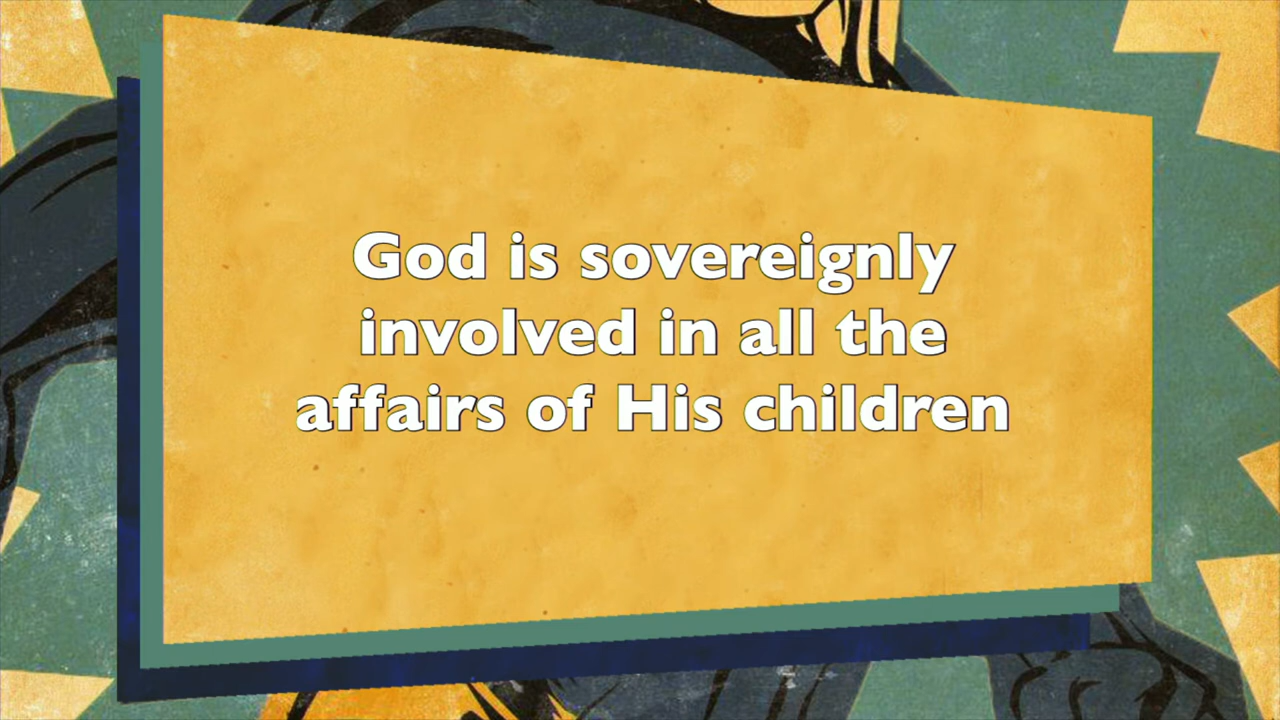 God is sovereignly
involved in all the
affairs of His children